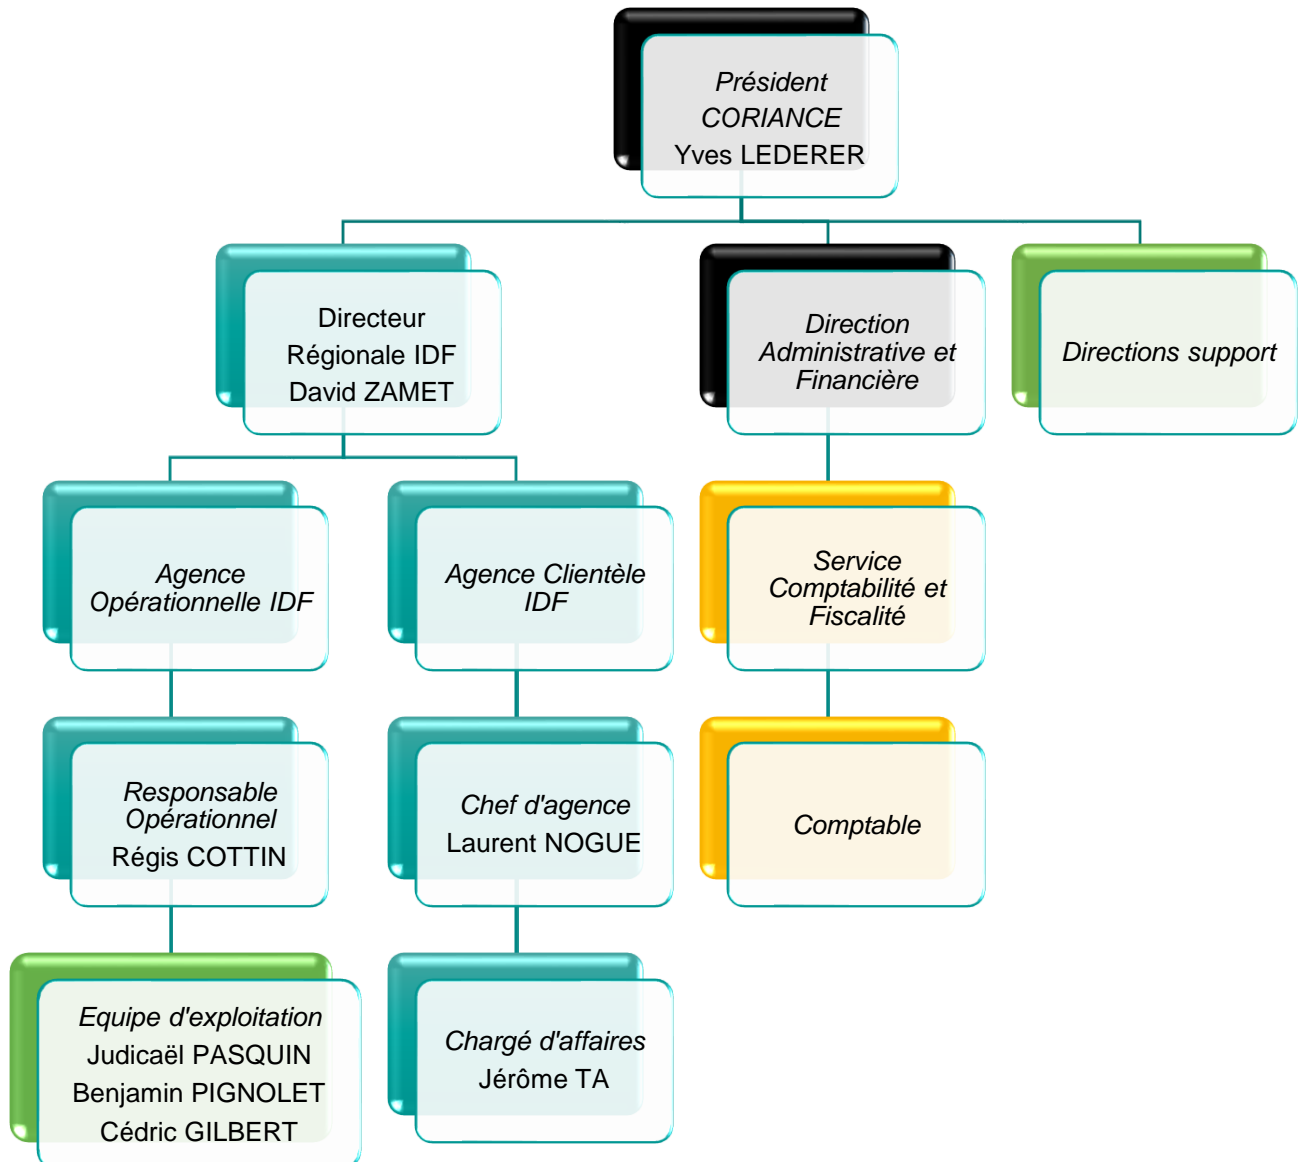 Président
CORIANCE
Yves LEDERER
Directeur
Régionale IDF
David ZAMET
Direction
Administrative et
Financière
Directions support
Agence
Opérationnelle IDF
Agence Clientèle
IDF
Service
Comptabilité et
Fiscalité
Responsable
Opérationnel
Régis COTTIN
Chef d'agence
Laurent NOGUE
Comptable
Equipe d'exploitation
Judicaël PASQUIN
Benjamin PIGNOLET
Cédric GILBERT
Chargé d'affaires
Jérôme TA